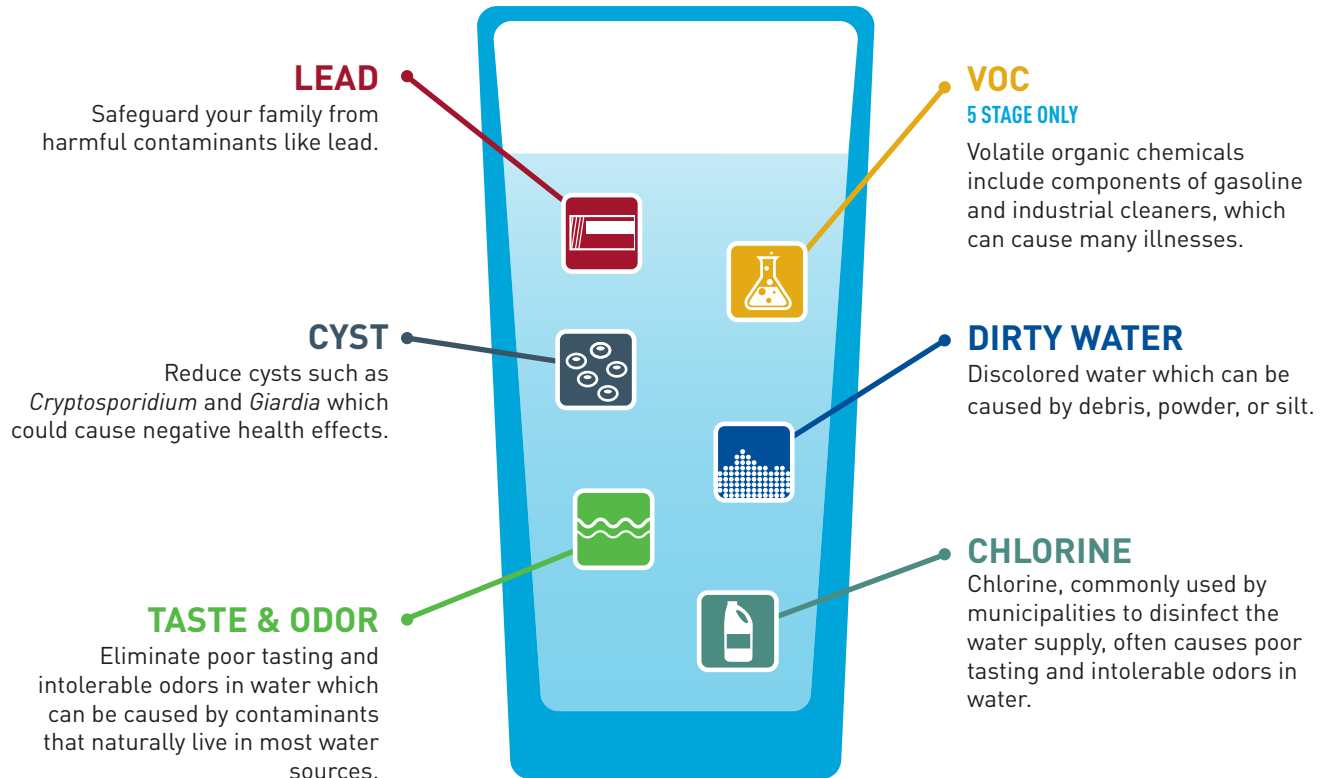 LEAD
Safeguard your family from
harmful contaminants like lead.
CYST
Reduce cysts such as
Cryptosporidium and Giardia which
could cause negative health effects.
TASTE & ODOR
Eliminate poor tasting and
intolerable odors in water which
can be caused by contaminants
that naturally live in most water
sources.
VOC
5 STAGE ONLY
Volatile organic chemicals
include components of gasoline
and industrial cleaners, which
can cause many illnesses.
DIRTY WATER
Discolored water which can be
caused by debris, powder, or silt.
CHLORINE
Chlorine, commonly used by
municipalities to disinfect the
water supply, often causes poor
tasting and intolerable odors in
water.